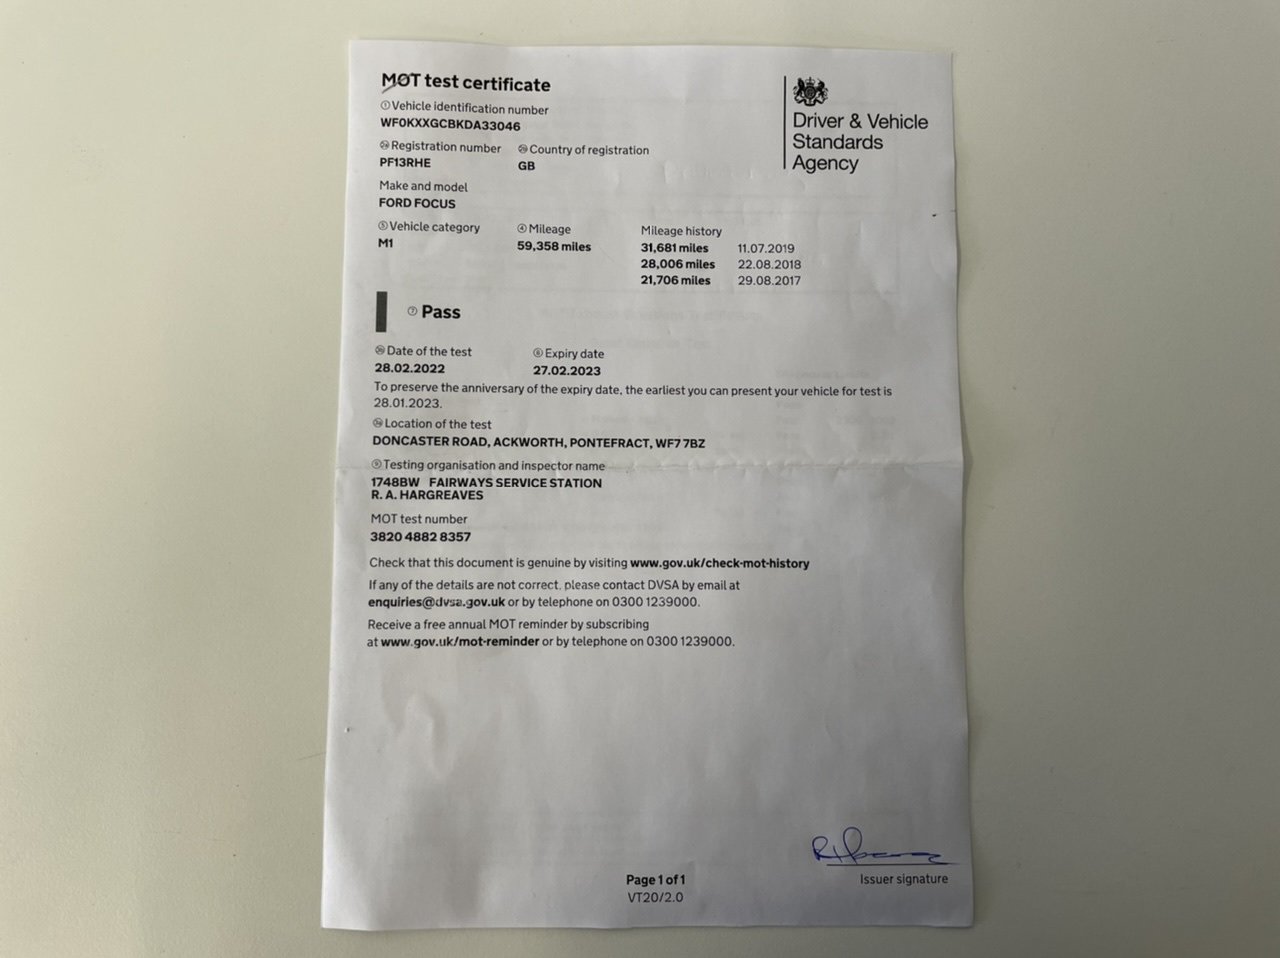 MOT test certificate
Driver & Vehicle
Standards
Agency
① Vehicle identification number
WF0KXXGCBKDA33046
Registration number
Country of registration
PF13RHE
GB
Make and model
FORD FOCUS
⑤ Vehicle category
④ Mileage
Mileage history
M1
59,358 miles
31,681 miles 11.07.2019
28,006 miles 22.08.2018
21,706 miles 29.08.2017
⑦ Pass
Date of the test
⑧ Expiry date
28.02.2022
27.02.2023
To preserve the anniversary of the expiry date, the earliest you can present your vehicle for test is
28.01.2023.
Location of the test
DONCASTER ROAD, ACKWORTH, PONTEFRACT, WF7 7BZ
⑨ Testing organisation and inspector name
1748BW FAIRWAYS SERVICE STATION
R. A. HARGREAVES
MOT test number
3820 4882 8357
Check that this document is genuine by visiting www.gov.uk/check-mot-history
If any of the details are not correct, please contact DVSA by email at
enquiries@dvsa.gov.uk or by telephone on 0300 1239000.
Receive a free annual MOT reminder by subscribing
at www.gov.uk/mot-reminder or by telephone on 0300 1239000.
Issuer signature
Page 1 of 1
VT20/2.0